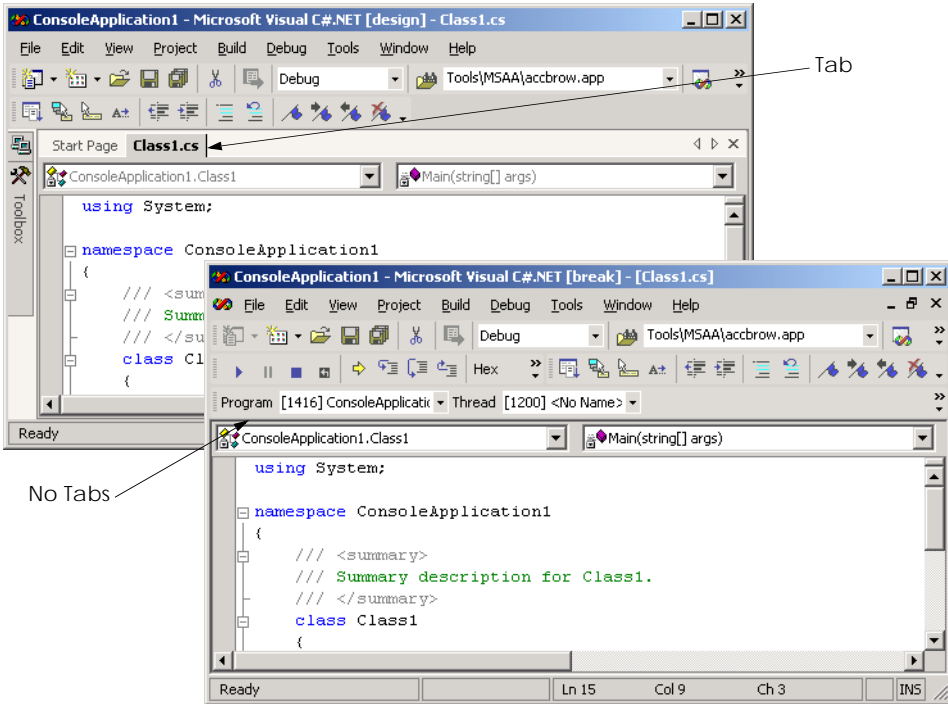 ConsoleApplication1 - Microsoft Visual C#.NET [design] - Class1.cs
File Edit View Project Build Debug Tools Window Help
Debug Tools\MSAA\accbrow.app
Tab
Start Page Class1.cs
ConsoleApplication1.Class1 Main(string[] args)
Toolbox
using System;
namespace ConsoleApplication1
{
/// <sum
/// Summ
/// </su
class Cl
{
Ready
No Tabs
ConsoleApplication1 - Microsoft Visual C#.NET [break] - [Class1.cs]
File Edit View Project Build Debug Tools Window Help
Debug Tools\MSAA\accbrow.app
Hex
Program [1416] ConsoleApplicatic Thread [1200] <No Name>
ConsoleApplication1.Class1 Main(string[] args)
using System;
namespace ConsoleApplication1
{
/// <summary>
/// Summary description for Class1.
/// </summary>
class Class1
{
Ready Ln 15 Col 9 Ch 3 INS